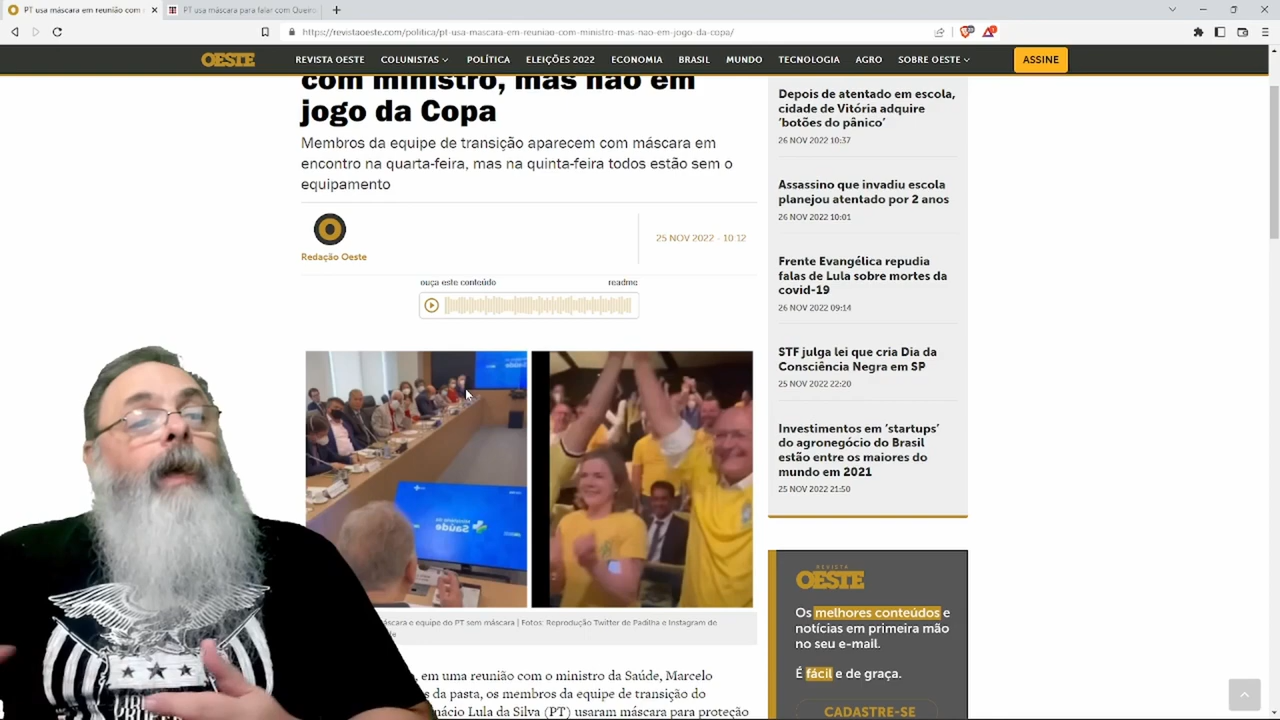 PT usa máscara em reunião com
PT usa máscara para falar com Queiro
https://revistaoeste.com/politica/pt-usa-mascara-em-reuniao-com-ministro-mas-nao-em-jogo-da-copa/
OESTE
REVISTA OESTE
COLUNISTAS
POLÍTICA
ELEIÇÕES 2022
ECONOMIA
BRASIL
MUNDO
TECNOLOGIA
AGRO
SOBRE OESTE
ASSINE
com ministro, mas não em
jogo da Copa
Membros da equipe de transição aparecem com máscara em
encontro na quarta-feira, mas na quinta-feira todos estão sem o
equipamento
Redação Oeste
25 NOV 2022 - 10:12
ouça este conteúdo
readme
Saúde
áscara e equipe do PT sem máscara | Fotos: Reprodução Twitter de Padilha e Instagram de
, em uma reunião com o ministro da Saúde, Marcelo
s da pasta, os membros da equipe de transição do
nácio Lula da Silva (PT) usaram máscara para proteção
Depois de atentado em escola,
cidade de Vitória adquire
'botões do pânico'
26 NOV 2022 10:37
Assassino que invadiu escola
planejou atentado por 2 anos
26 NOV 2022 10:01
Frente Evangélica repudia
falas de Lula sobre mortes da
covid-19
26 NOV 2022 09:14
STF julga lei que cria Dia da
Consciência Negra em SP
25 NOV 2022 22:20
Investimentos em 'startups'
do agronegócio do Brasil
estão entre os maiores do
mundo em 2021
25 NOV 2022 21:50
REVISTA
OESTE
Os melhores conteúdos e
notícias em primeira mão
no seu e-mail.
É fácil e de graça.
CADASTRE-SE